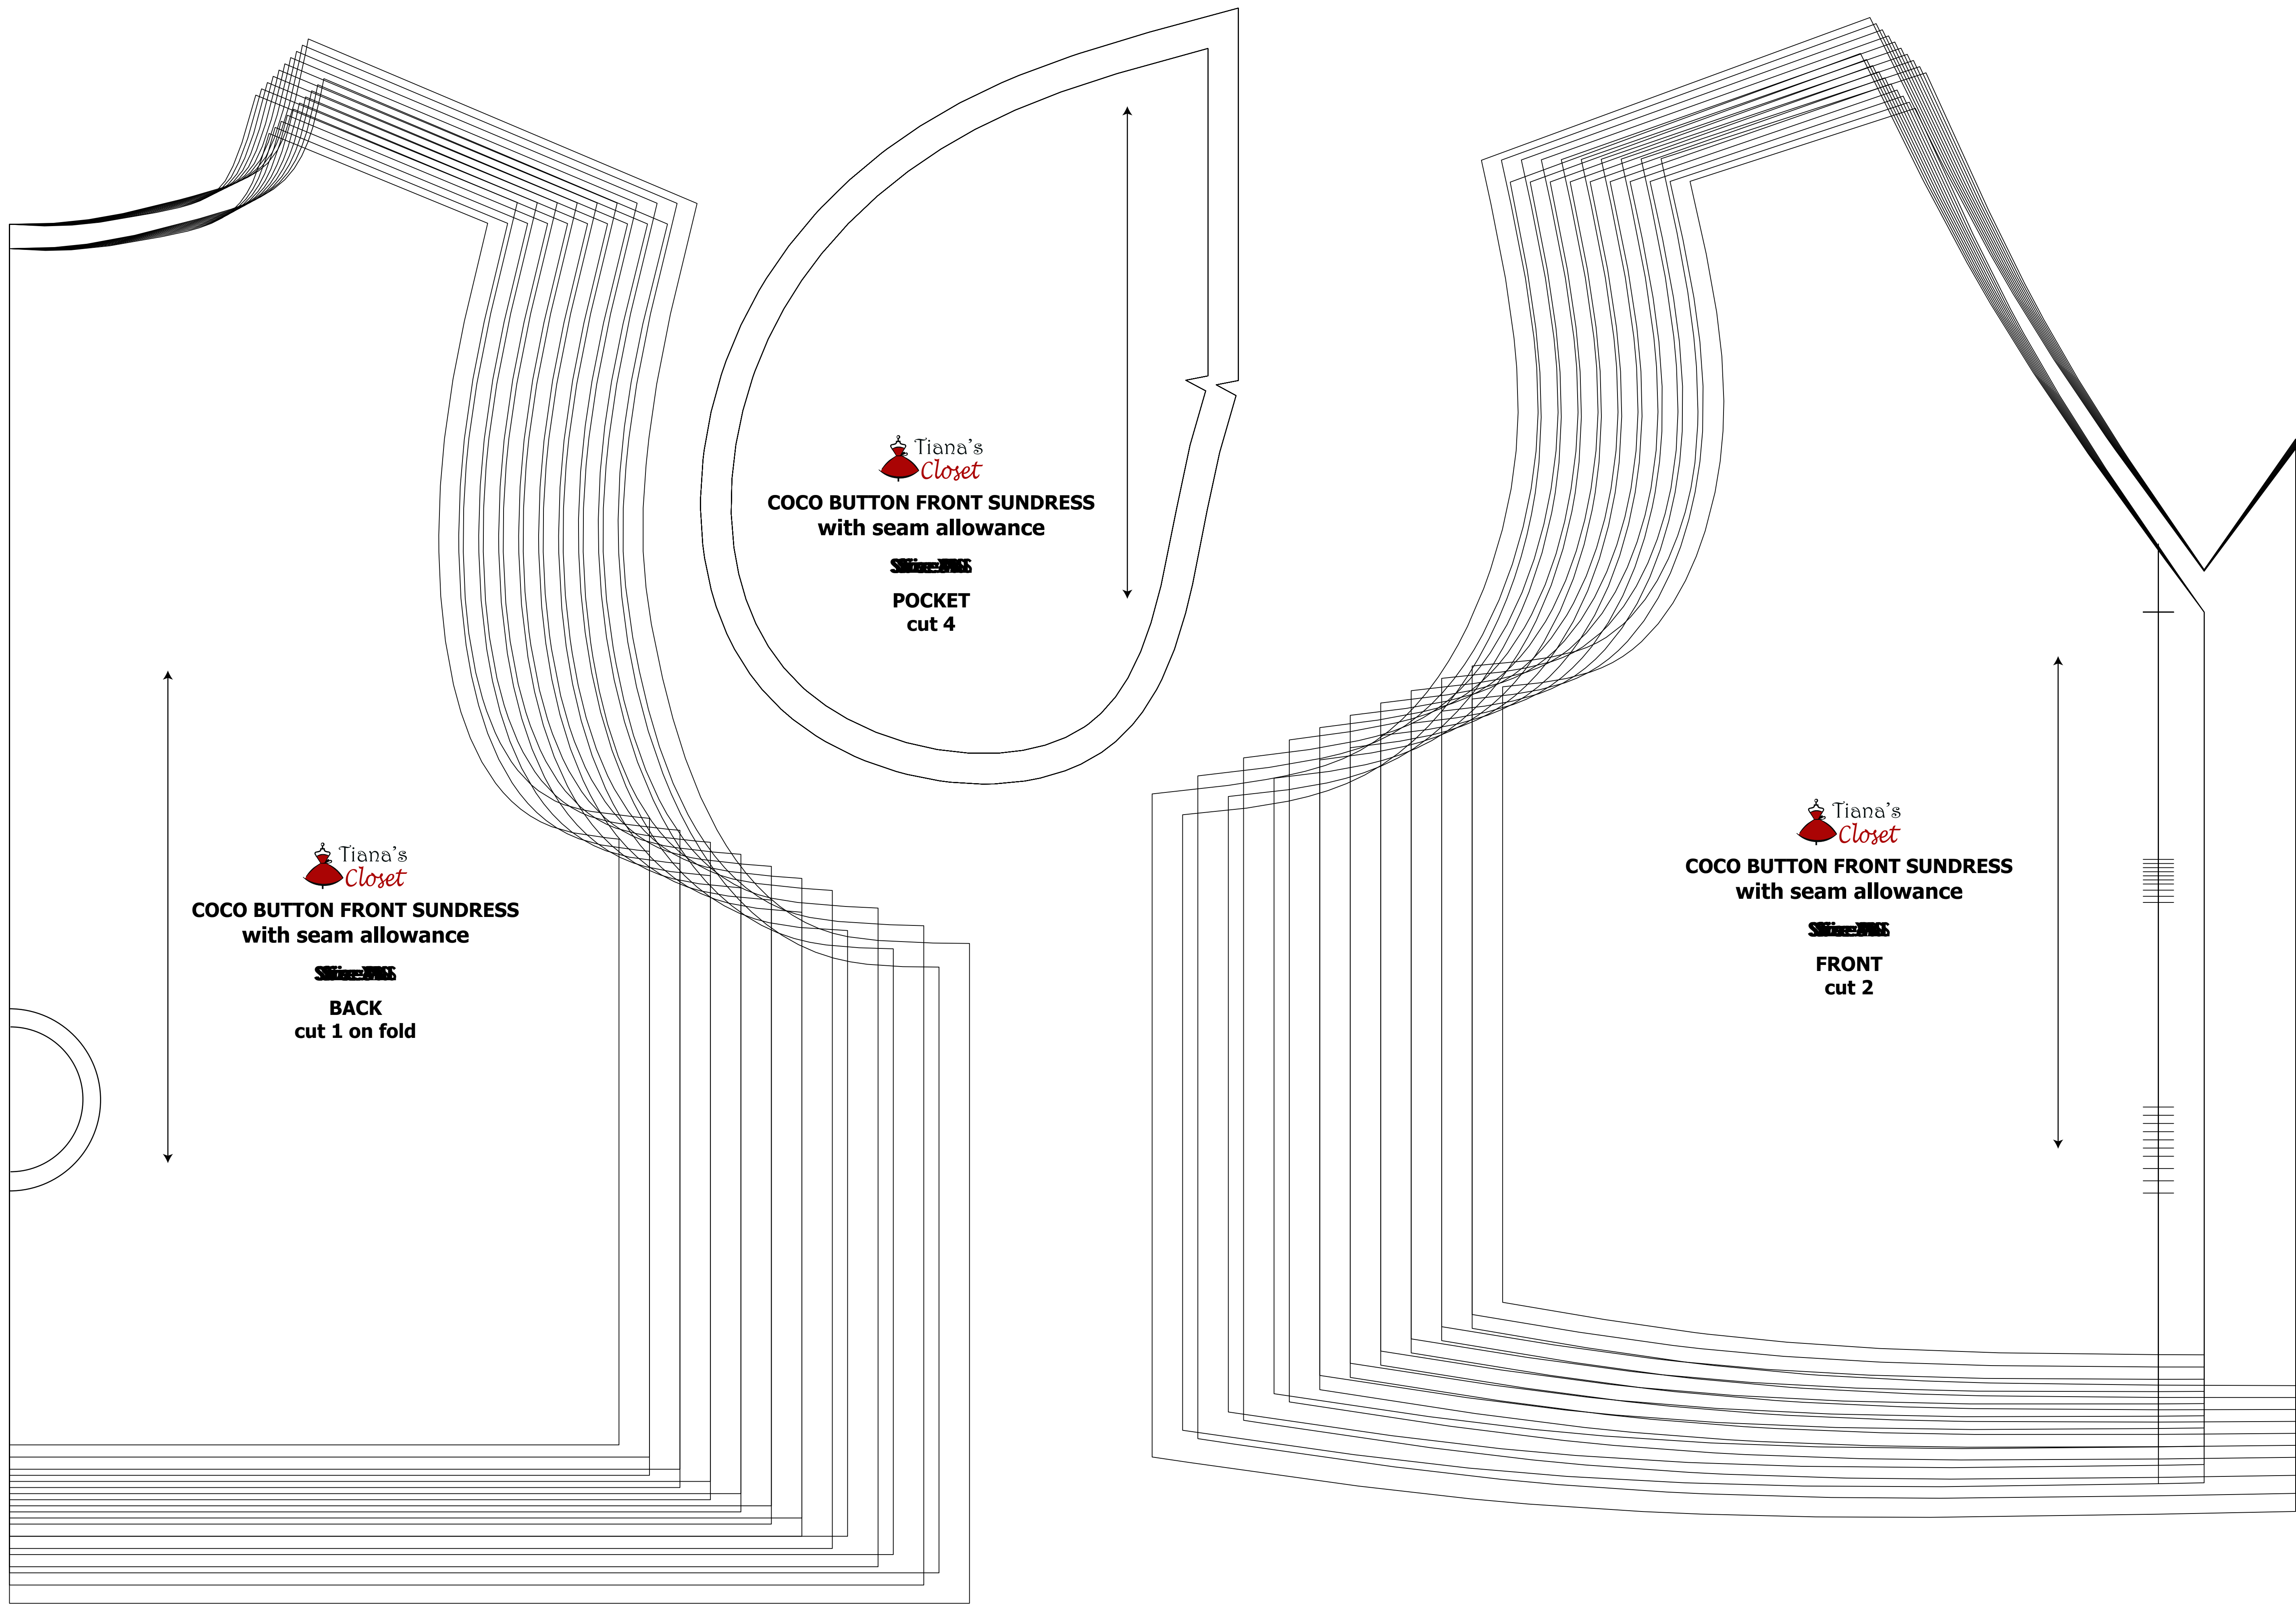 Tiana's
Closet
COCO BUTTON FRONT SUNDRESS
with seam allowance
POCKET
cut 4
Tiana's
Closet
COCO BUTTON FRONT SUNDRESS
with seam allowance
BACK
cut 1 on fold
Tiana's
Closet
COCO BUTTON FRONT SUNDRESS
with seam allowance
FRONT
cut 2